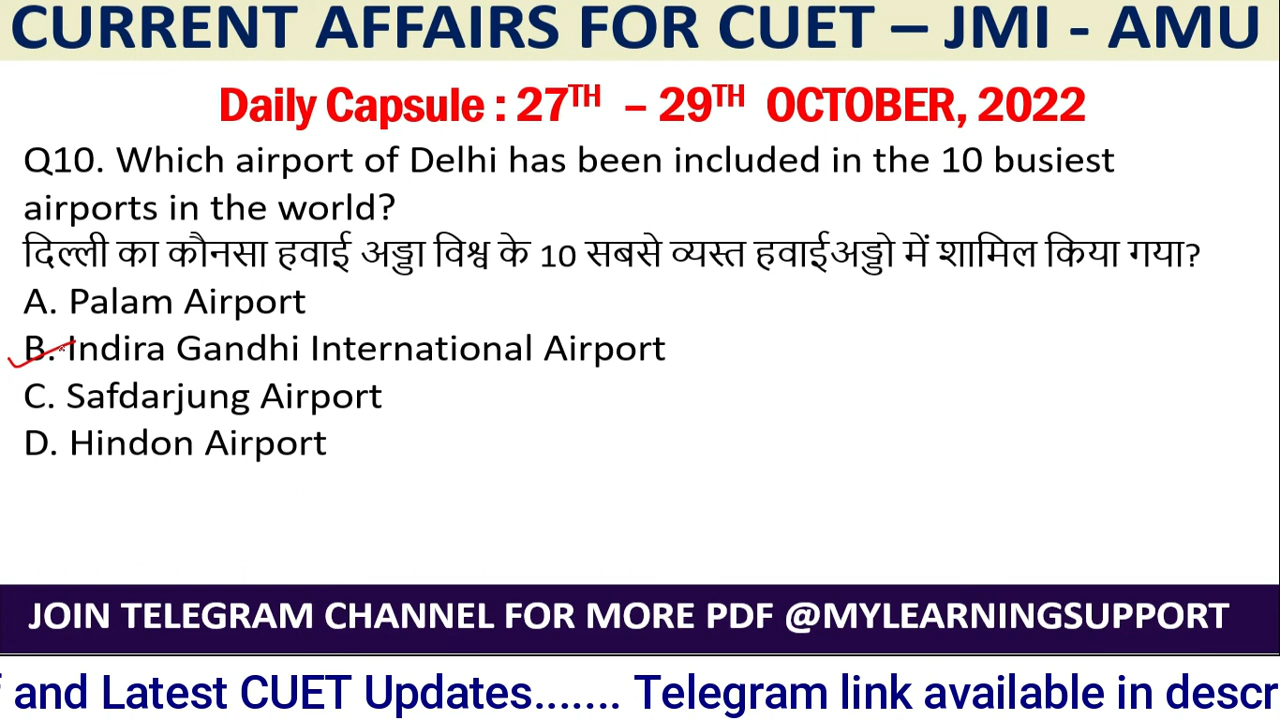 CURRENT AFFAIRS FOR CUET – JMI - AMU
Daily Capsule : 27TH – 29TH OCTOBER, 2022
Q10. Which airport of Delhi has been included in the 10 busiest
airports in the world?
दिल्ली का कौनसा हवाई अड्डा विश्व के 10 सबसे व्यस्त हवाईअड्डो में शामिल किया गया?
A. Palam Airport
B. Indira Gandhi International Airport
C. Safdarjung Airport
D. Hindon Airport
JOIN TELEGRAM CHANNEL FOR MORE PDF @MYLEARNINGSUPPORT
and Latest CUET Updates....... Telegram link available in descr